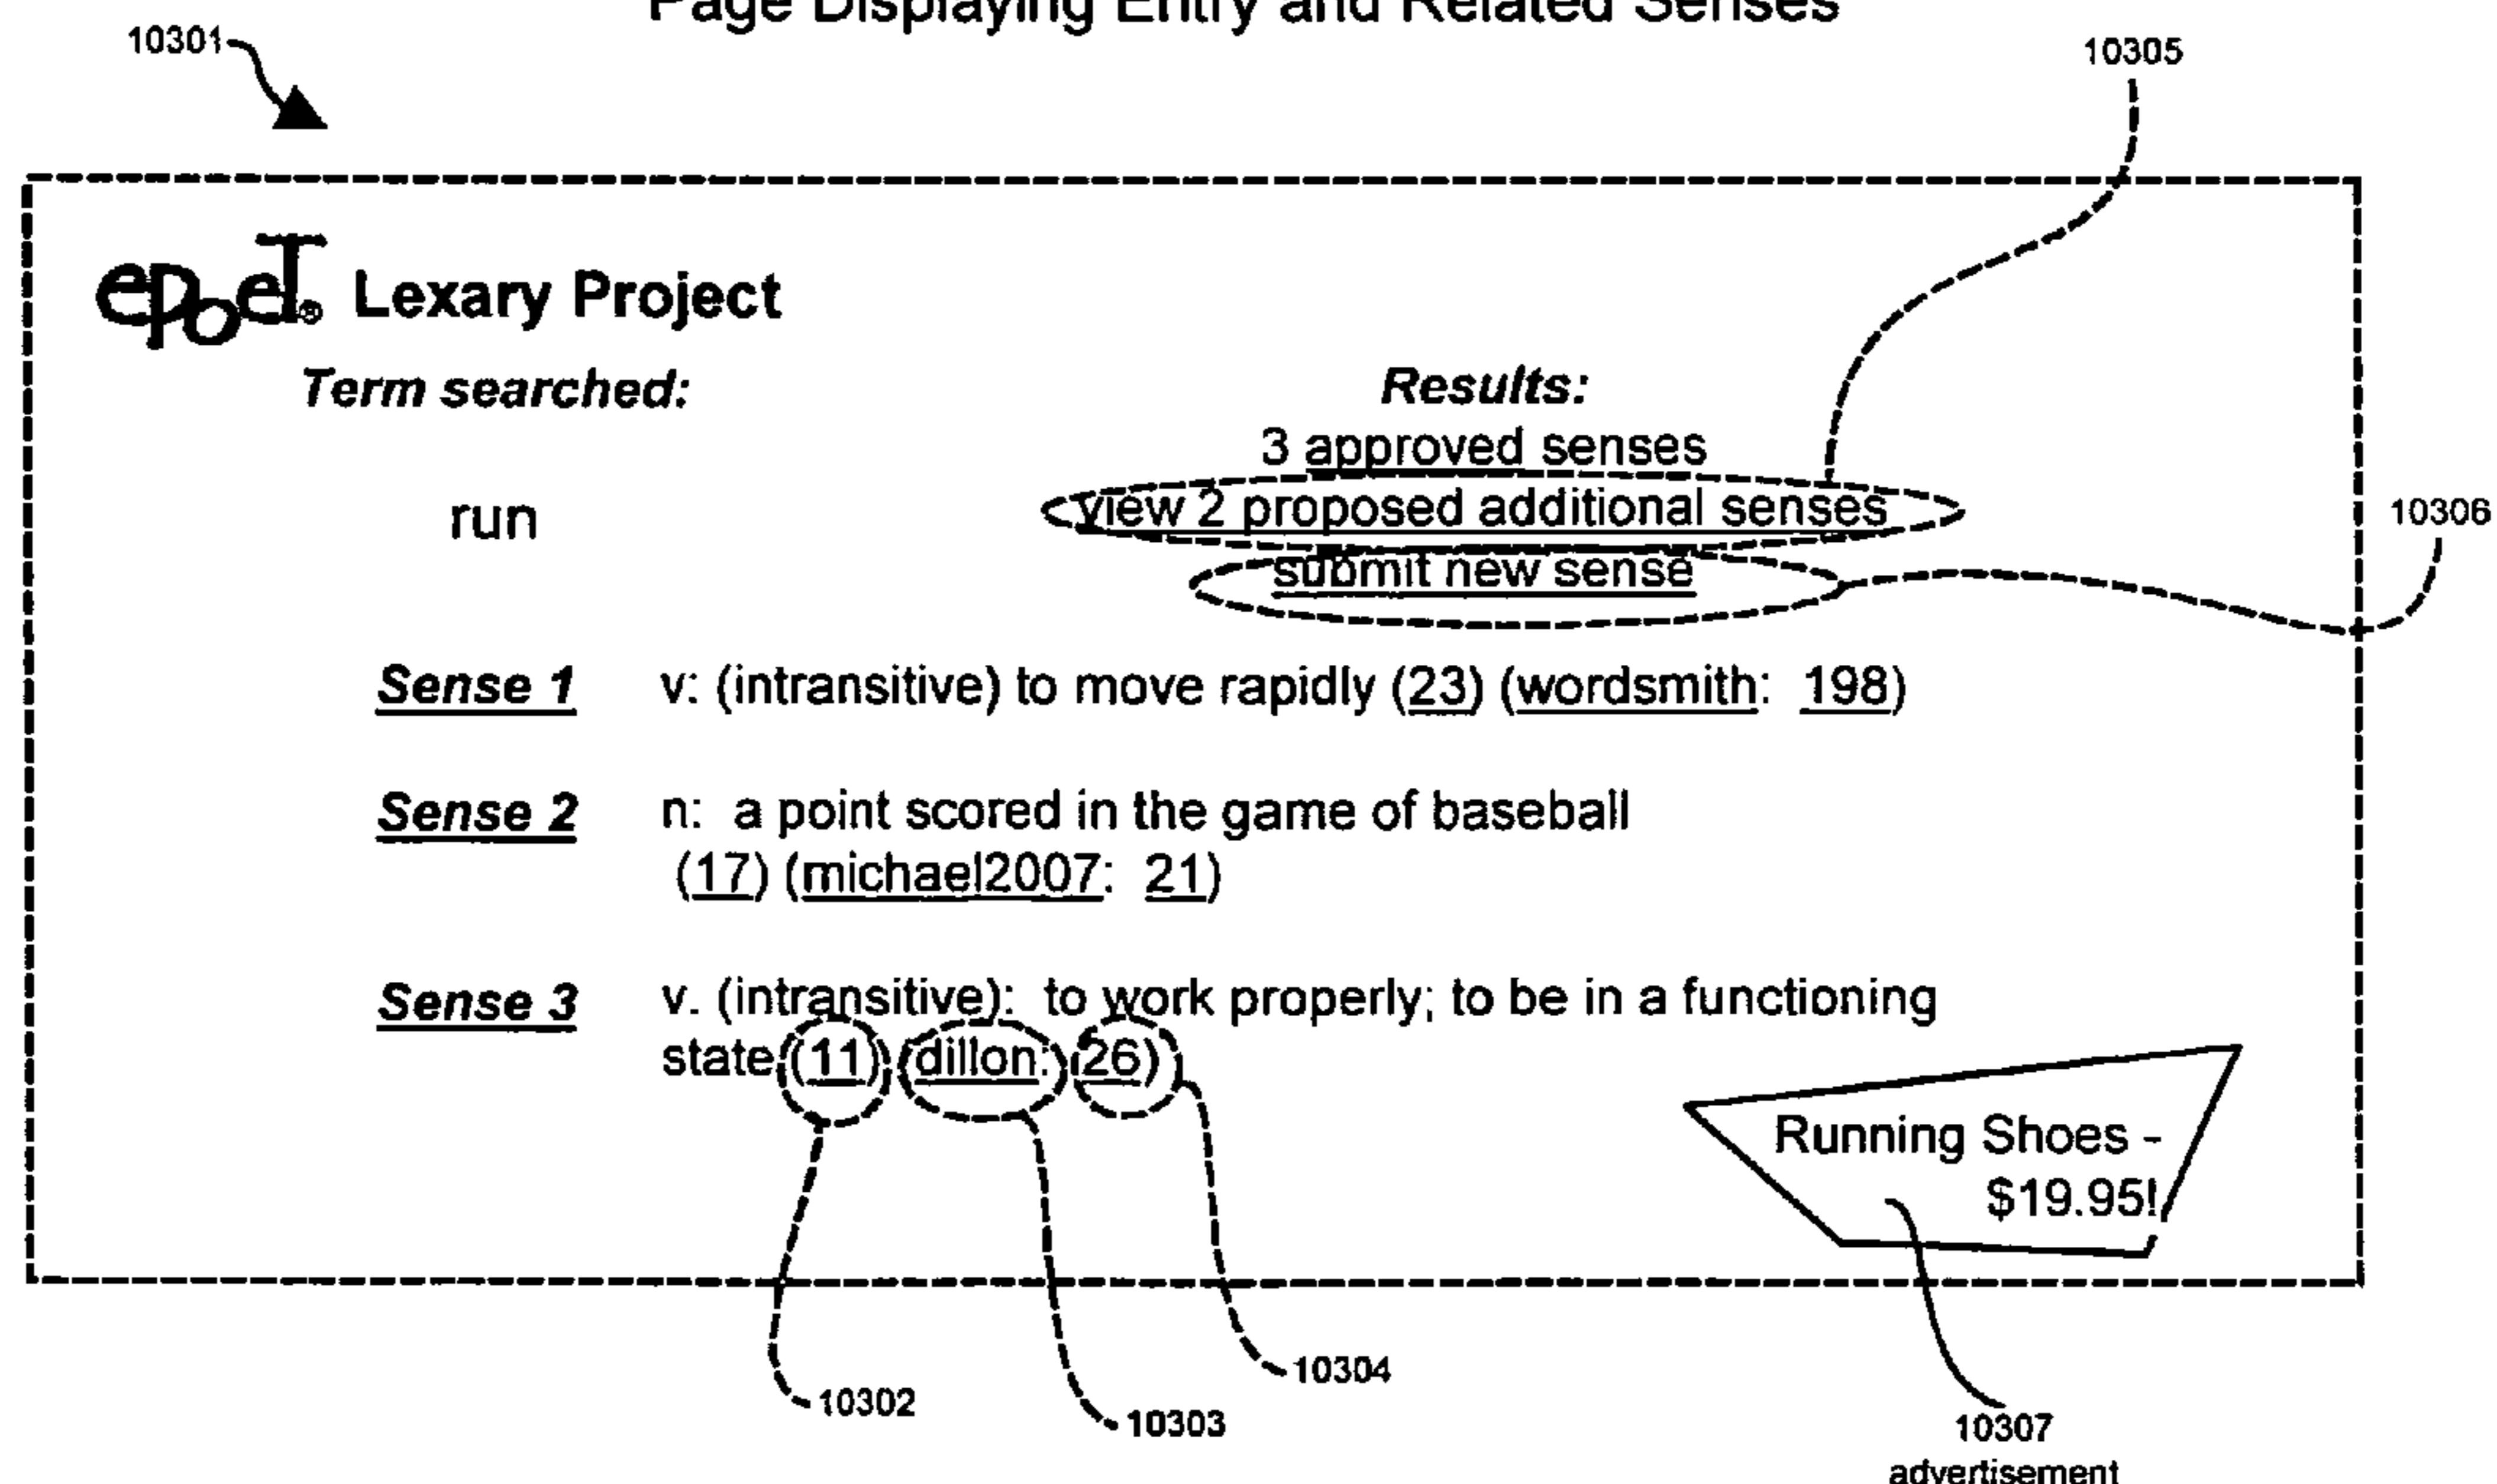 Page Displaying Entry and Related Senses
10301
10305
epoet® Lexary Project
Term searched:
Results:
3 approved senses
run
view 2 proposed additional senses
10306
submit new sense
Sense 1 v: (intransitive) to move rapidly (23) (wordsmith: 198)
Sense 2 n: a point scored in the game of baseball
(17) (michael2007: 21)
Sense 3 v. (intransitive): to work properly; to be in a functioning
state (11) (dillon: 26)
Running Shoes -
$19.95!
10304
10302
10303
10307
advertisement